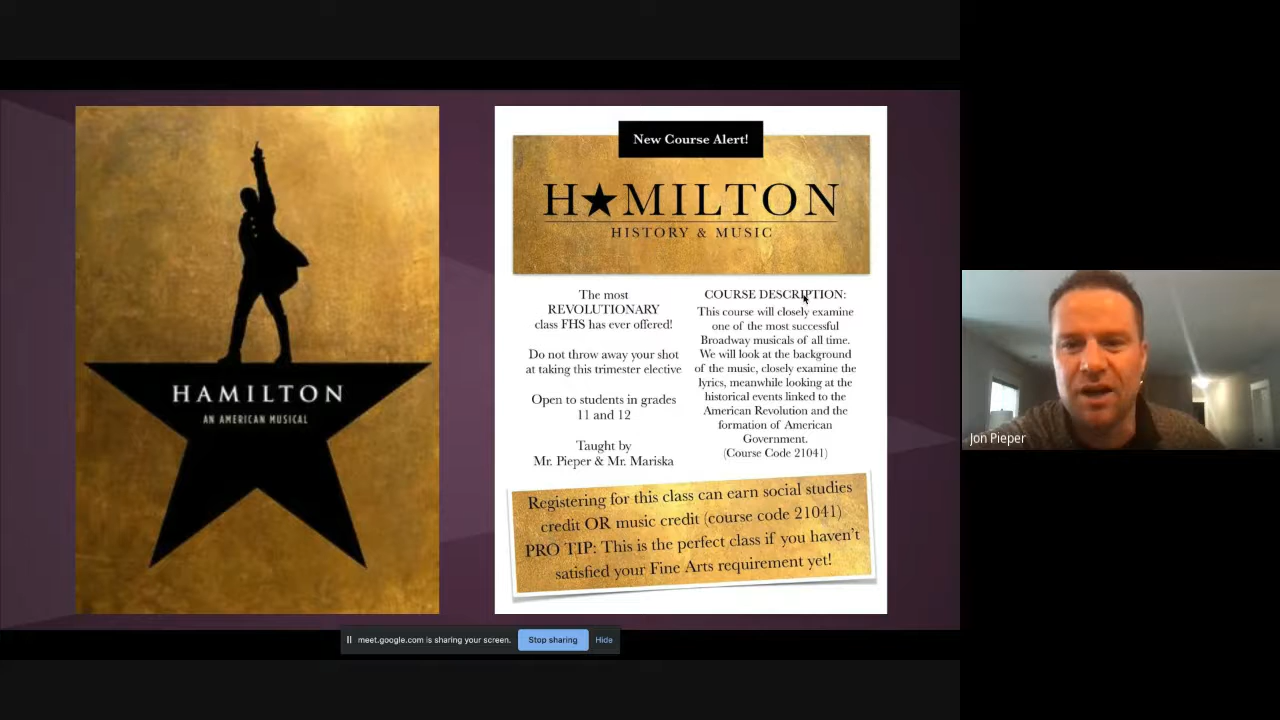 HAMILTON
AN AMERICAN MUSICAL
New Course Alert!
H★MILTON
HISTORY & MUSIC
The most
REVOLUTIONARY
class FHS has ever offered!
Do not throw away your shot
at taking this trimester elective
Open to students in grades
11 and 12
Taught by
Mr. Pieper & Mr. Mariska
COURSE DESCRIPTION:
This course will closely examine
one of the most successful
Broadway musicals of all time.
We will look at the background
of the music, closely examine the
lyrics, meanwhile looking at the
historical events linked to the
American Revolution and the
formation of American
Government.
(Course Code 21041)
Registering for this class can earn social studies
credit OR music credit (course code 21041)
PRO TIP: This is the perfect class if you haven't
satisfied your Fine Arts requirement yet!
meet.google.com is sharing your screen.
Stop sharing
Hide
Jon Pieper